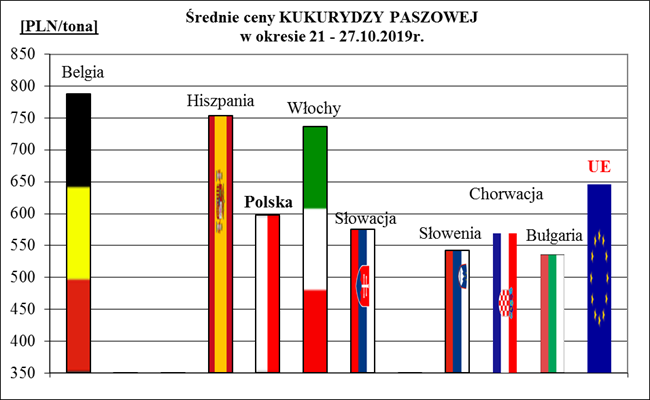 Średnie ceny KUKURYDZY PASZOWEJ
w okresie 21 - 27.10.2019r.
[PLN/tona]
850
800
750
700
650
600
550
500
450
400
350
Belgia
Hiszpania
Polska
Włochy
Słowacja
Słowenia
Chorwacja
Bułgaria
UE